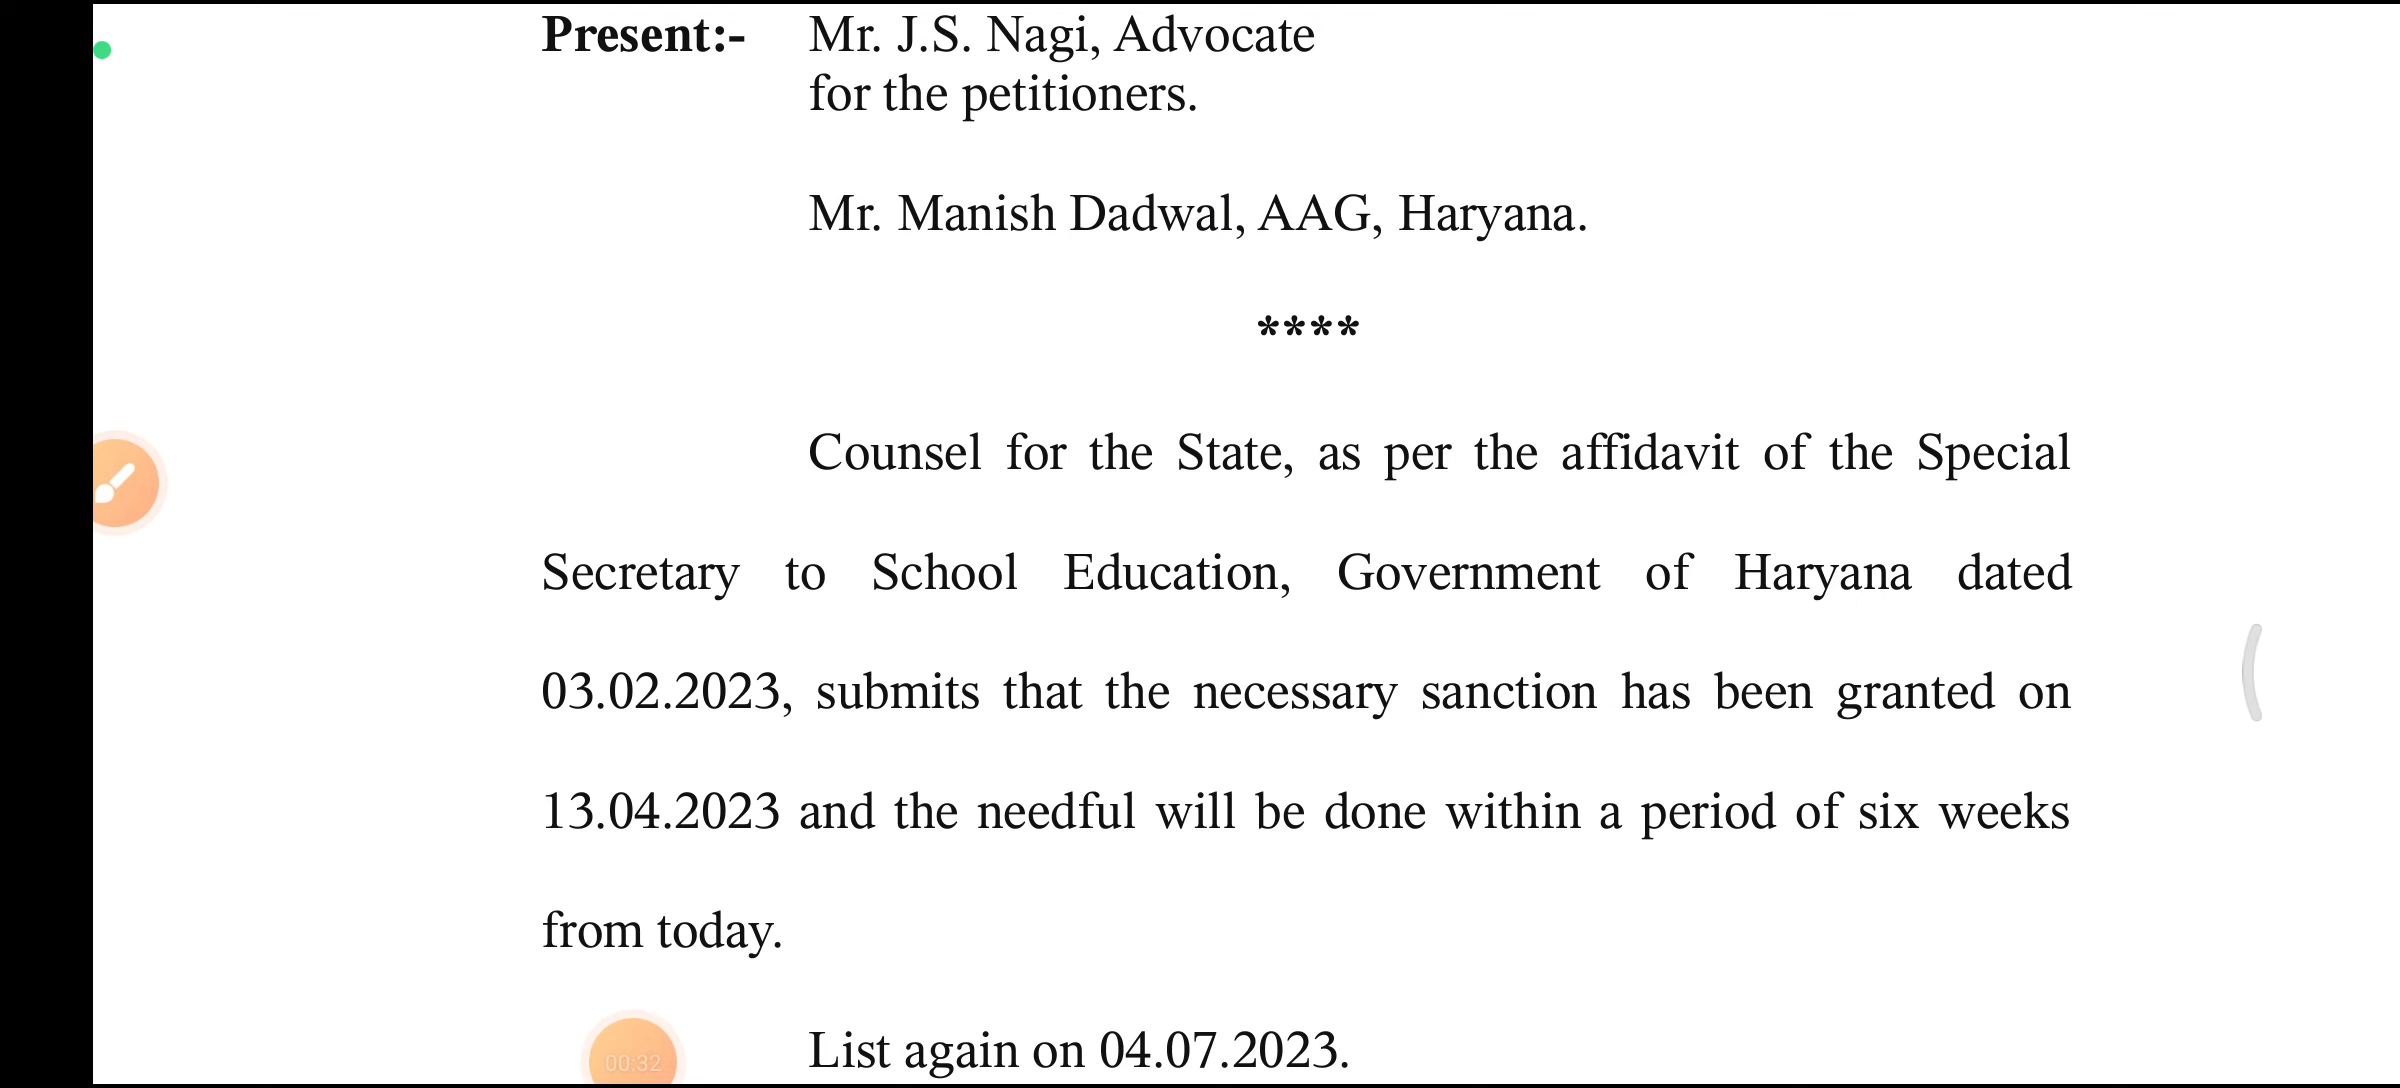 Present:- Mr. J.S. Nagi, Advocate
for the petitioners.
Mr. Manish Dadwal, AAG, Haryana.
****
Counsel for the State, as per the affidavit of the Special
Secretary to School Education, Government of Haryana dated
03.02.2023, submits that the necessary sanction has been granted on
13.04.2023 and the needful will be done within a period of six weeks
from today.
List again on 04.07.2023.
00:32